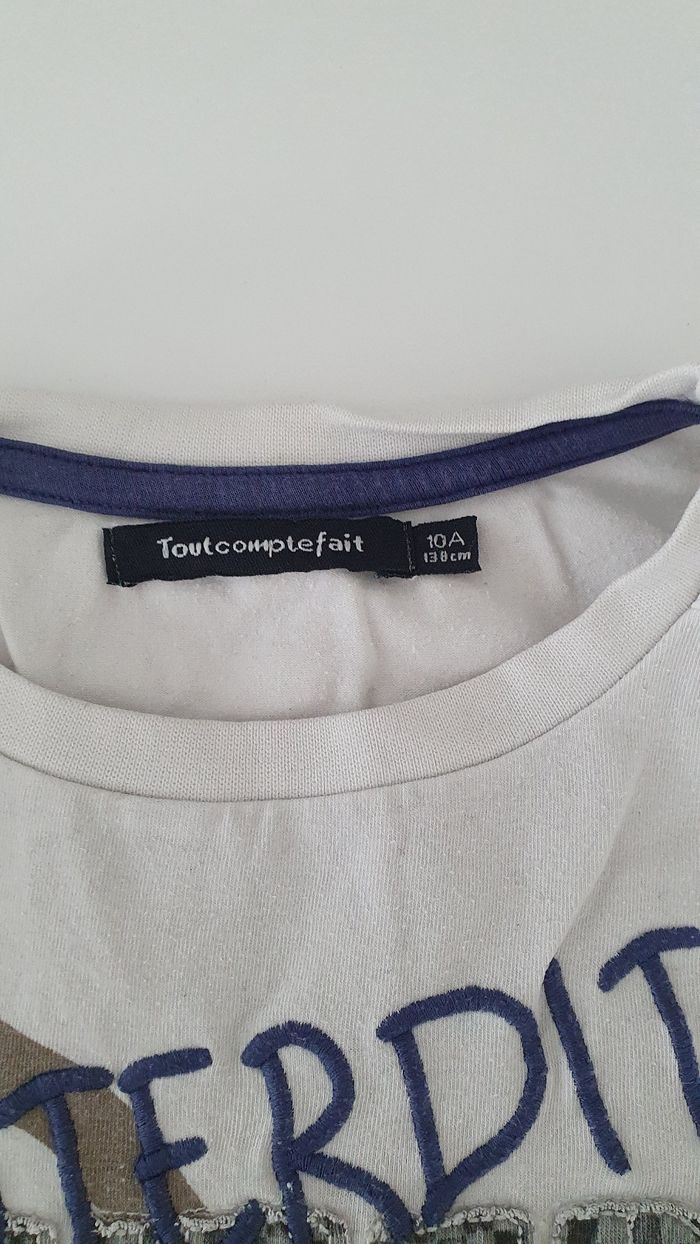 Toutcomptefait
10A
138cm
TERDIT